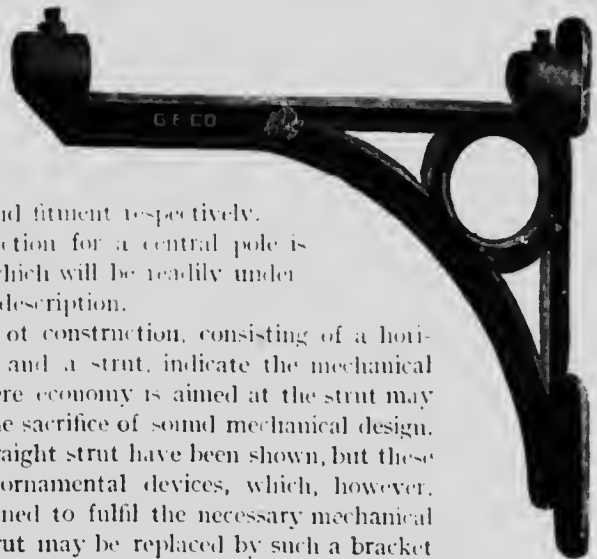 GECO
nd fitment respectively.
ction for a central pole is
which will be readily under
description.
of construction, consisting of a hori-
and a strut, indicate the mechanical
ere economy is aimed at the strut may
he sacrifice of sound mechanical design.
raight strut have been shown, but these
ornamental devices, which, however,
ned to fulfil the necessary mechanical
rut may be replaced by such a bracket